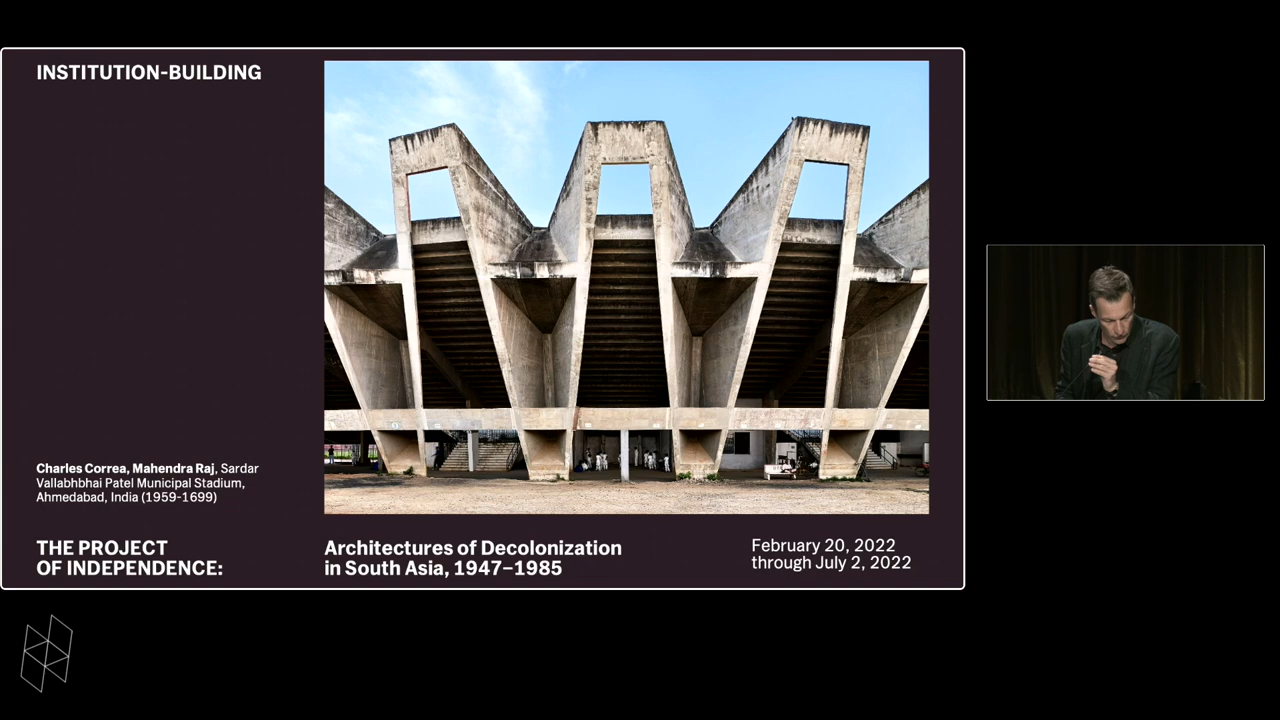 INSTITUTION-BUILDING
Charles Correa, Mahendra Raj, Sardar
Vallabhbhai Patel Municipal Stadium,
Ahmedabad, India (1959-1699)
THE PROJECT
OF INDEPENDENCE:
Architectures of Decolonization
in South Asia, 1947–1985
February 20, 2022
through July 2, 2022